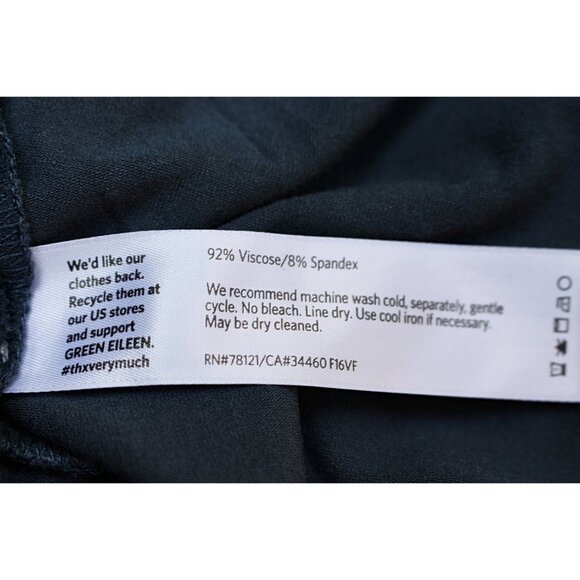 We'd like our
clothes back.
Recycle them at
our US stores
and support
GREEN EILEEN.
#thxverymuch
92% Viscose/8% Spandex
We recommend machine wash cold, separately, gentle
cycle. No bleach. Line dry. Use cool iron if necessary.
May be dry cleaned.
RN#78121/CA#34460 F16VF